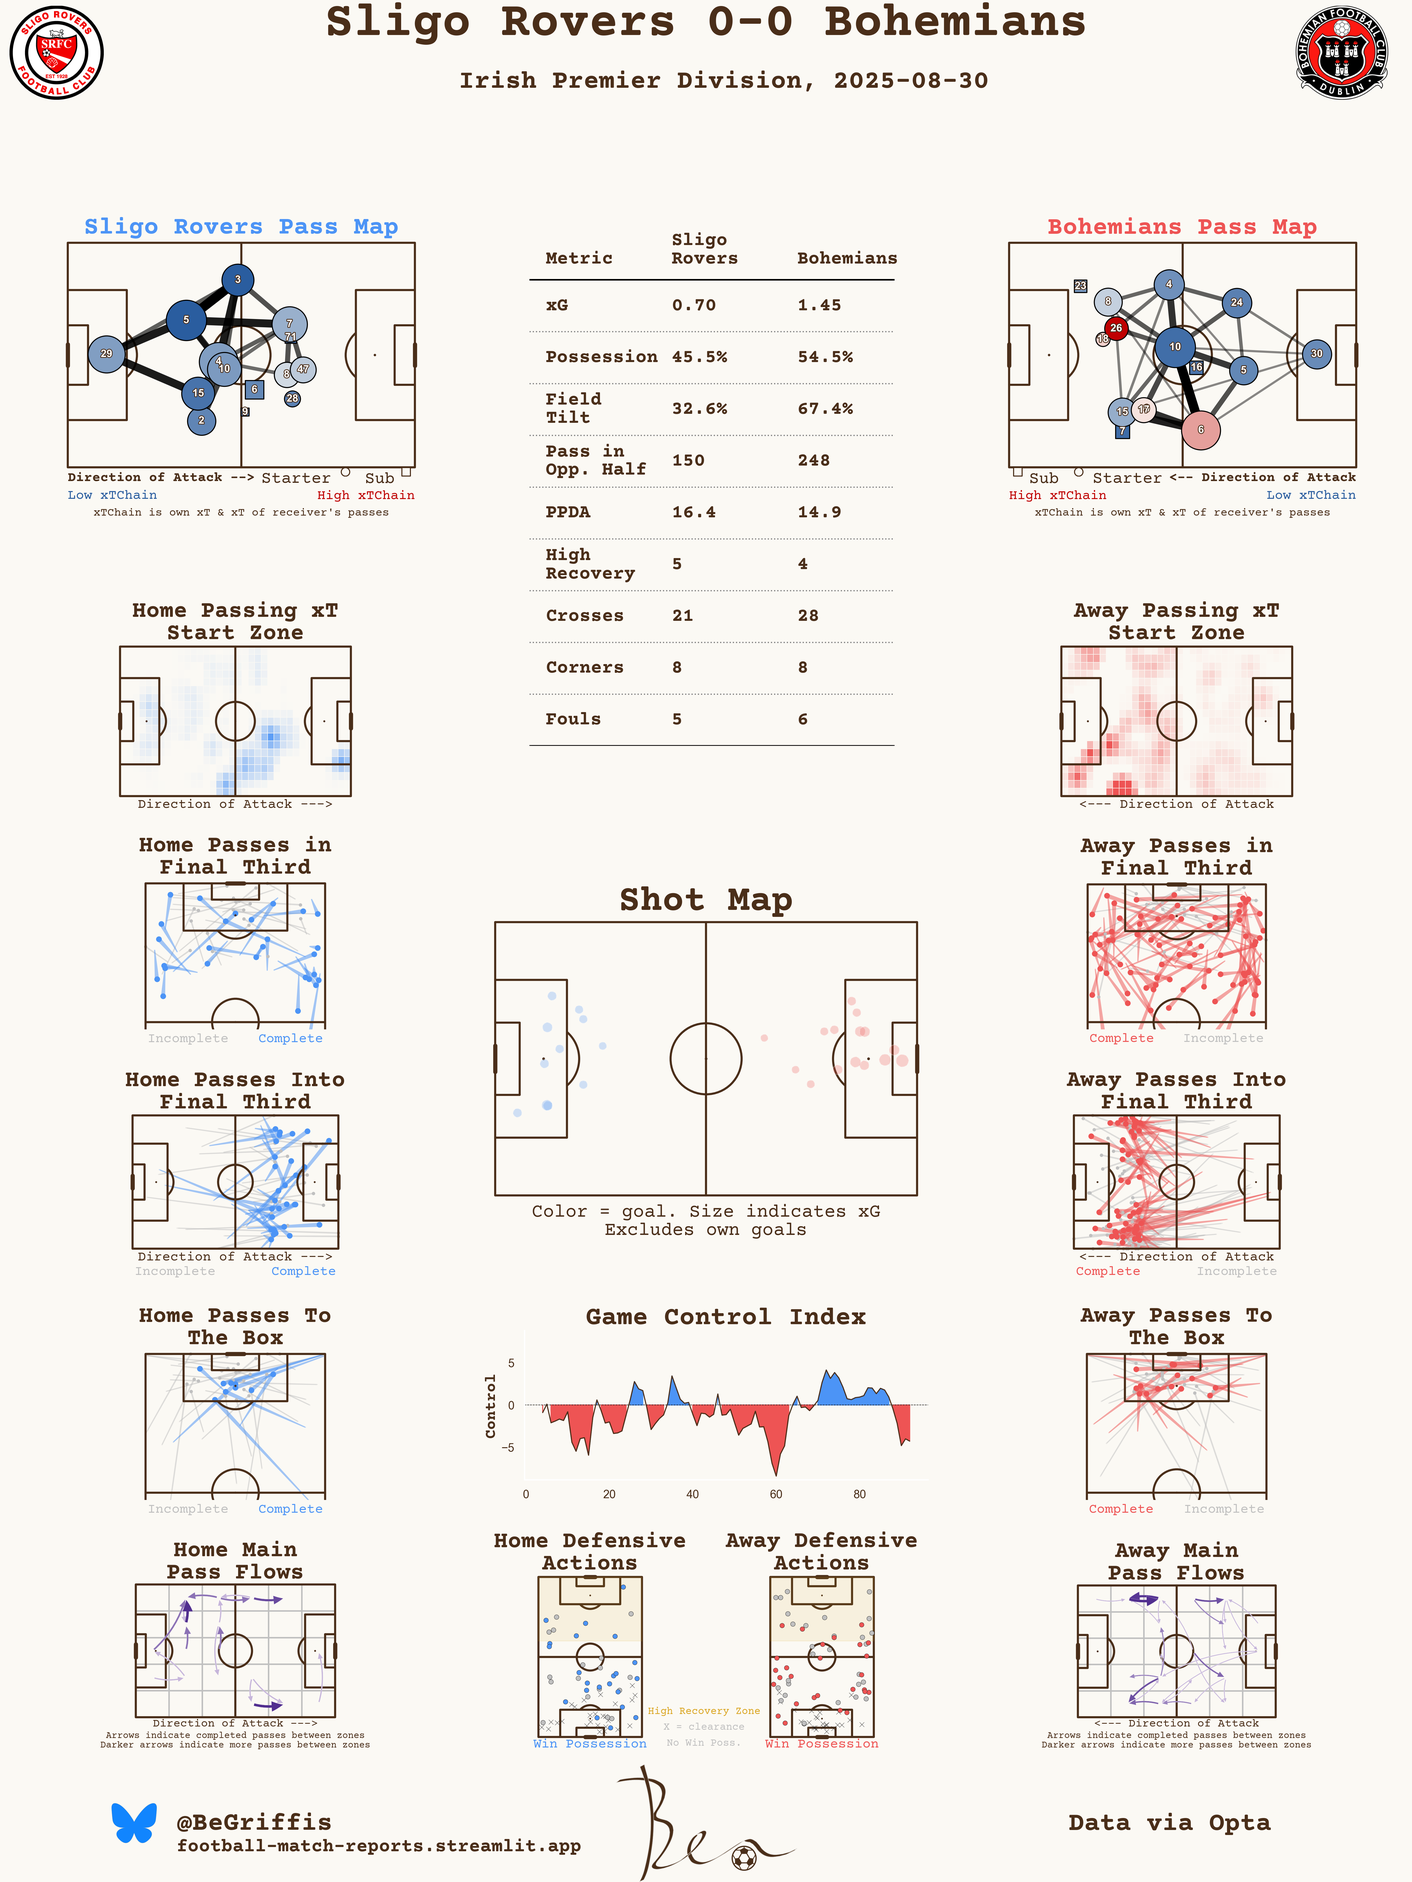 Sligo Rovers 0-0 Bohemians
Irish Premier Division, 2025-08-30
SLIGO ROVERS
SRFC
EST 1928
FOOTBALL CLUB
BOHEMIAN FOOTBALL CLUB
DUBLIN
Sligo Rovers Pass Map
3
5
7
71
29
4
10
8
47
15
6
28
9
2
Direction of Attack --> Starter Sub
Low xTChain High xTChain
xTChain is own xT & xT of receiver's passes
Metric Sligo Rovers Bohemians
xG 0.70 1.45
Possession 45.5% 54.5%
Field Tilt 32.6% 67.4%
Pass in Opp. Half 150 248
PPDA 16.4 14.9
High Recovery 5 4
Crosses 21 28
Corners 8 8
Fouls 5 6
Bohemians Pass Map
23
8
4
24
26
18
10
16
5
30
15
17
7
6
Sub Starter <-- Direction of Attack
High xTChain Low xTChain
xTChain is own xT & xT of receiver's passes
Home Passing xT
Start Zone
Direction of Attack --->
Away Passing xT
Start Zone
<--- Direction of Attack
Home Passes in
Final Third
Incomplete Complete
Away Passes in
Final Third
Complete Incomplete
Shot Map
Color = goal. Size indicates xG
Excludes own goals
Home Passes Into
Final Third
Direction of Attack --->
Incomplete Complete
Away Passes Into
Final Third
<--- Direction of Attack
Complete Incomplete
Home Passes To
The Box
Incomplete Complete
Game Control Index
Control
5
0
−5
0 20 40 60 80
Away Passes To
The Box
Complete Incomplete
Home Main
Pass Flows
Direction of Attack --->
Arrows indicate completed passes between zones
Darker arrows indicate more passes between zones
Home Defensive
Actions
Win Possession
Away Defensive
Actions
Win Possession
High Recovery Zone
X = clearance
No Win Poss.
Away Main
Pass Flows
<--- Direction of Attack
Arrows indicate completed passes between zones
Darker arrows indicate more passes between zones
@BeGriffis
football-match-reports.streamlit.app
Ben
Data via Opta